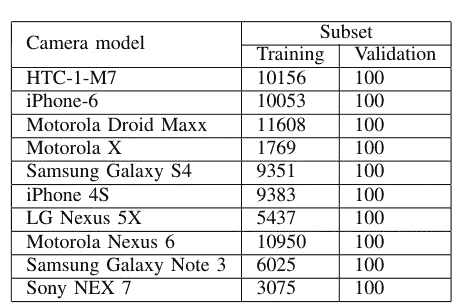 Camera model Subset
Training Validation
HTC-1-M7 10156 100
iPhone-6 10053 100
Motorola Droid Maxx 11608 100
Motorola X 1769 100
Samsung Galaxy S4 9351 100
iPhone 4S 9383 100
LG Nexus 5X 5437 100
Motorola Nexus 6 10950 100
Samsung Galaxy Note 3 6025 100
Sony NEX 7 3075 100